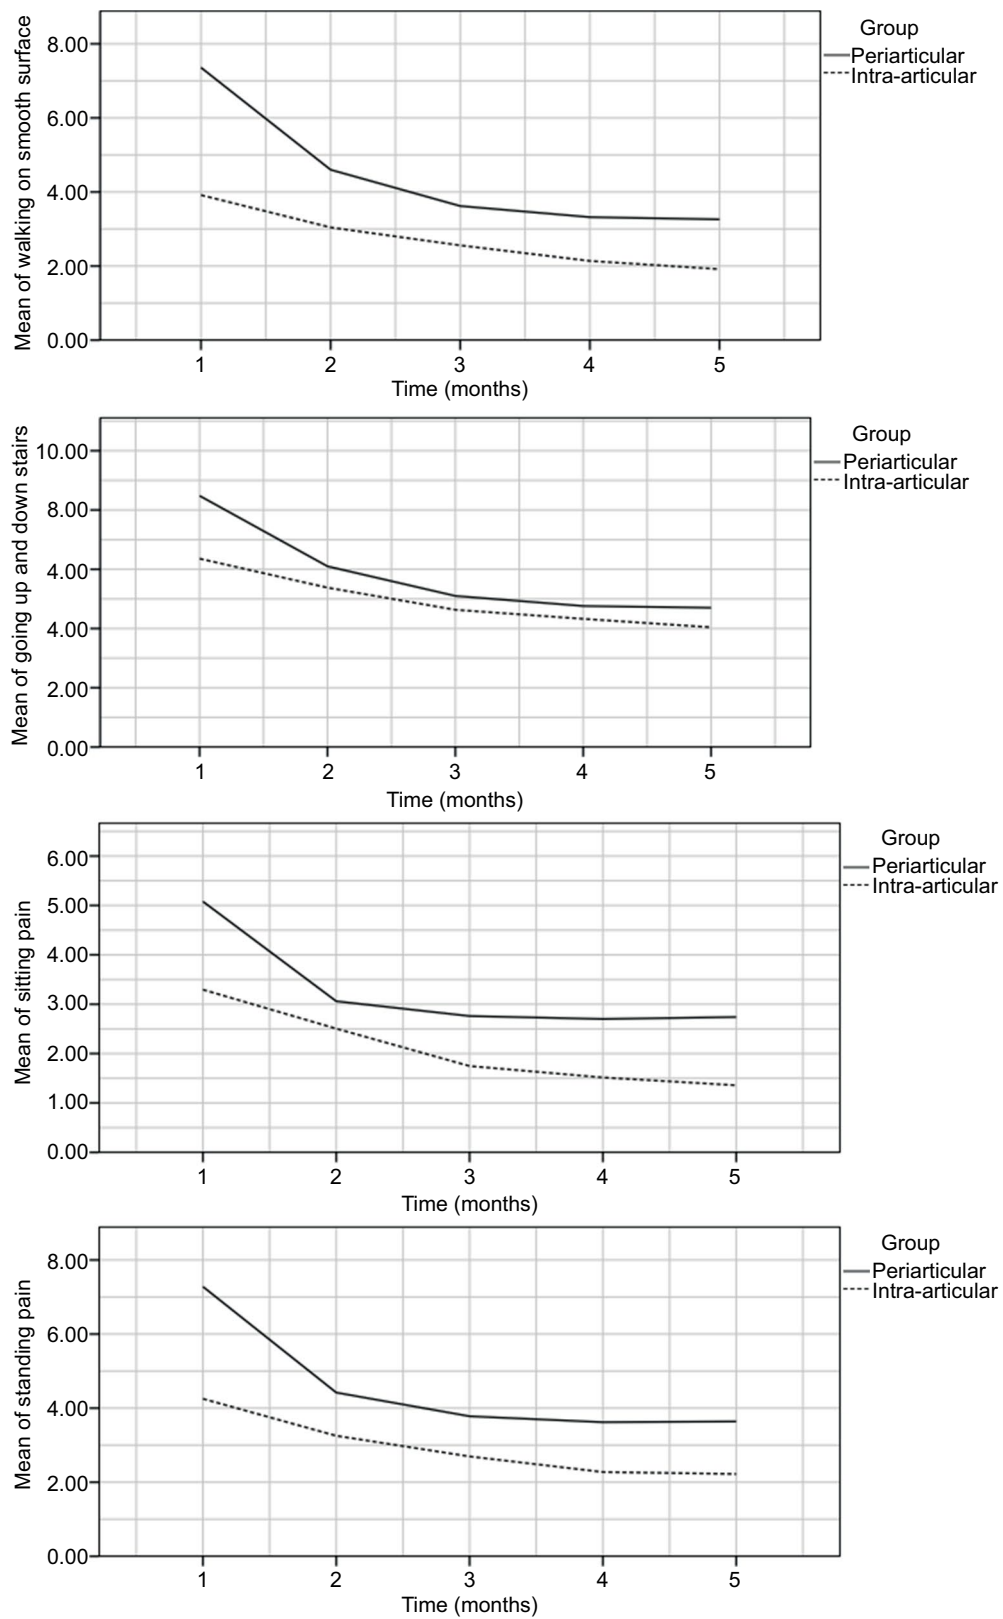 Mean of walking on smooth surface
8.00
6.00
4.00
2.00
0.00
1 2 3 4 5
Time (months)
Group
Periarticular
Intra-articular
Mean of going up and down stairs
10.00
8.00
4.00
4.00
2.00
0.00
1 2 3 4 5
Time (months)
Group
Periarticular
Intra-articular
Mean of sitting pain
6.00
5.00
4.00
3.00
2.00
1.00
0.00
1 2 3 4 5
Time (months)
Group
Periarticular
Intra-articular
Mean of standing pain
8.00
6.00
4.00
2.00
0.00
1 2 3 4 5
Time (months)
Group
Periarticular
Intra-articular